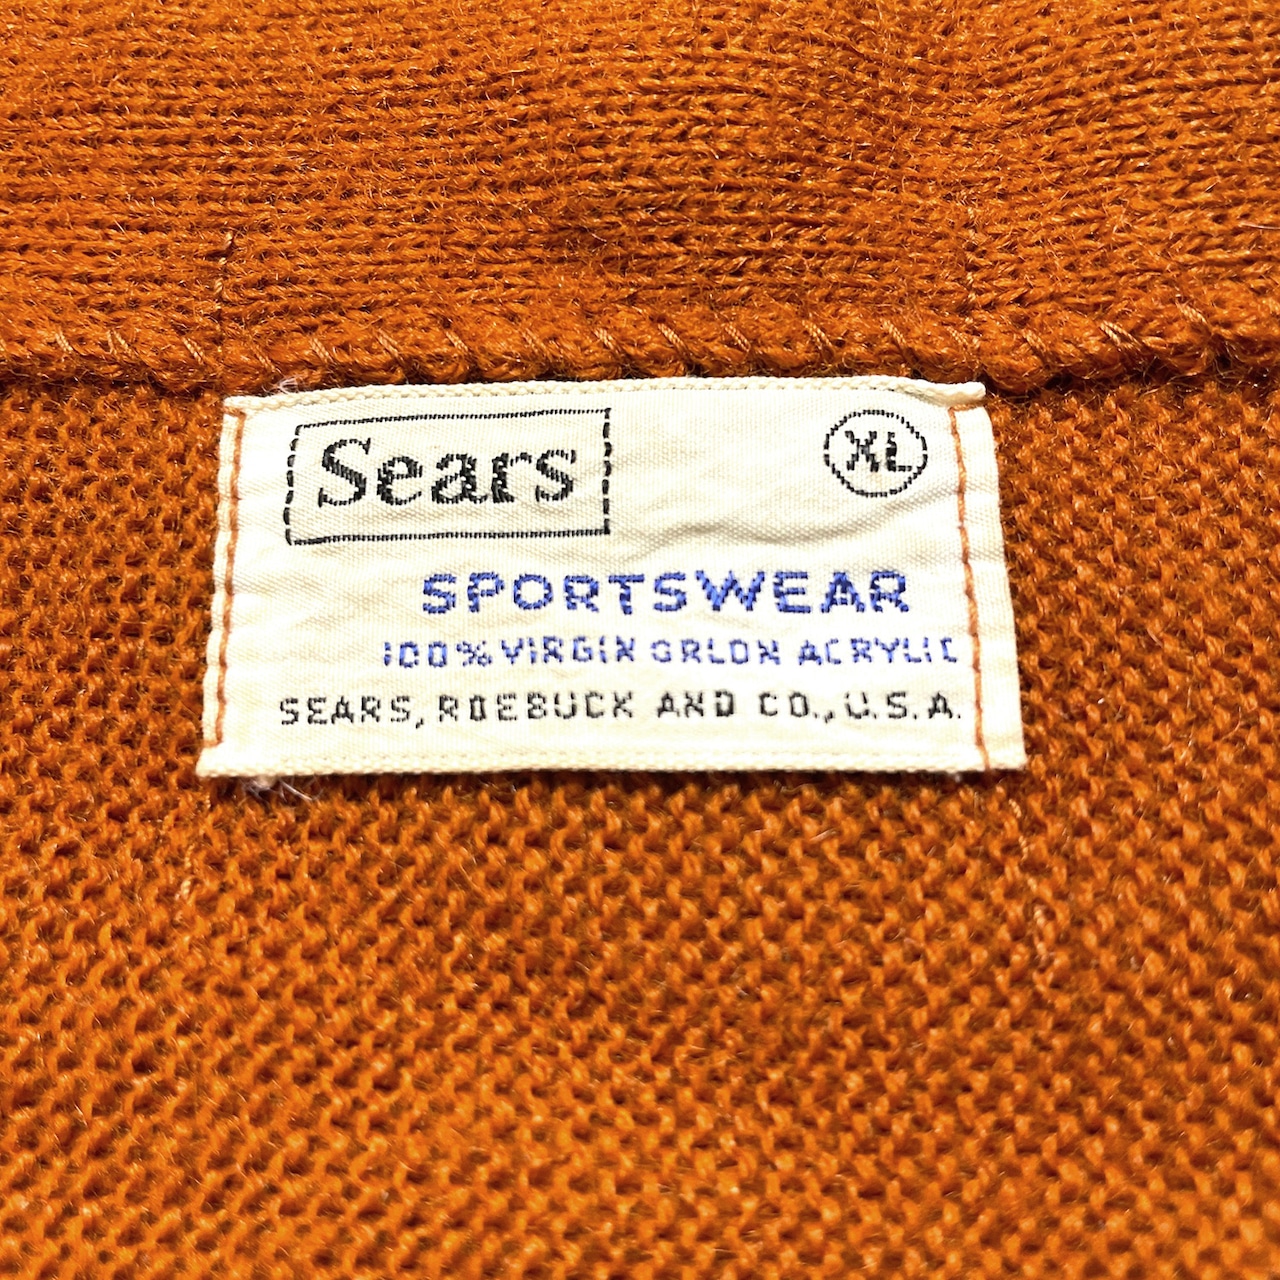 Sears XL
SPORTSWEAR
100% VIRGIN ORLON ACRYLIC
SEARS, ROEBUCK AND CO., U.S.A.